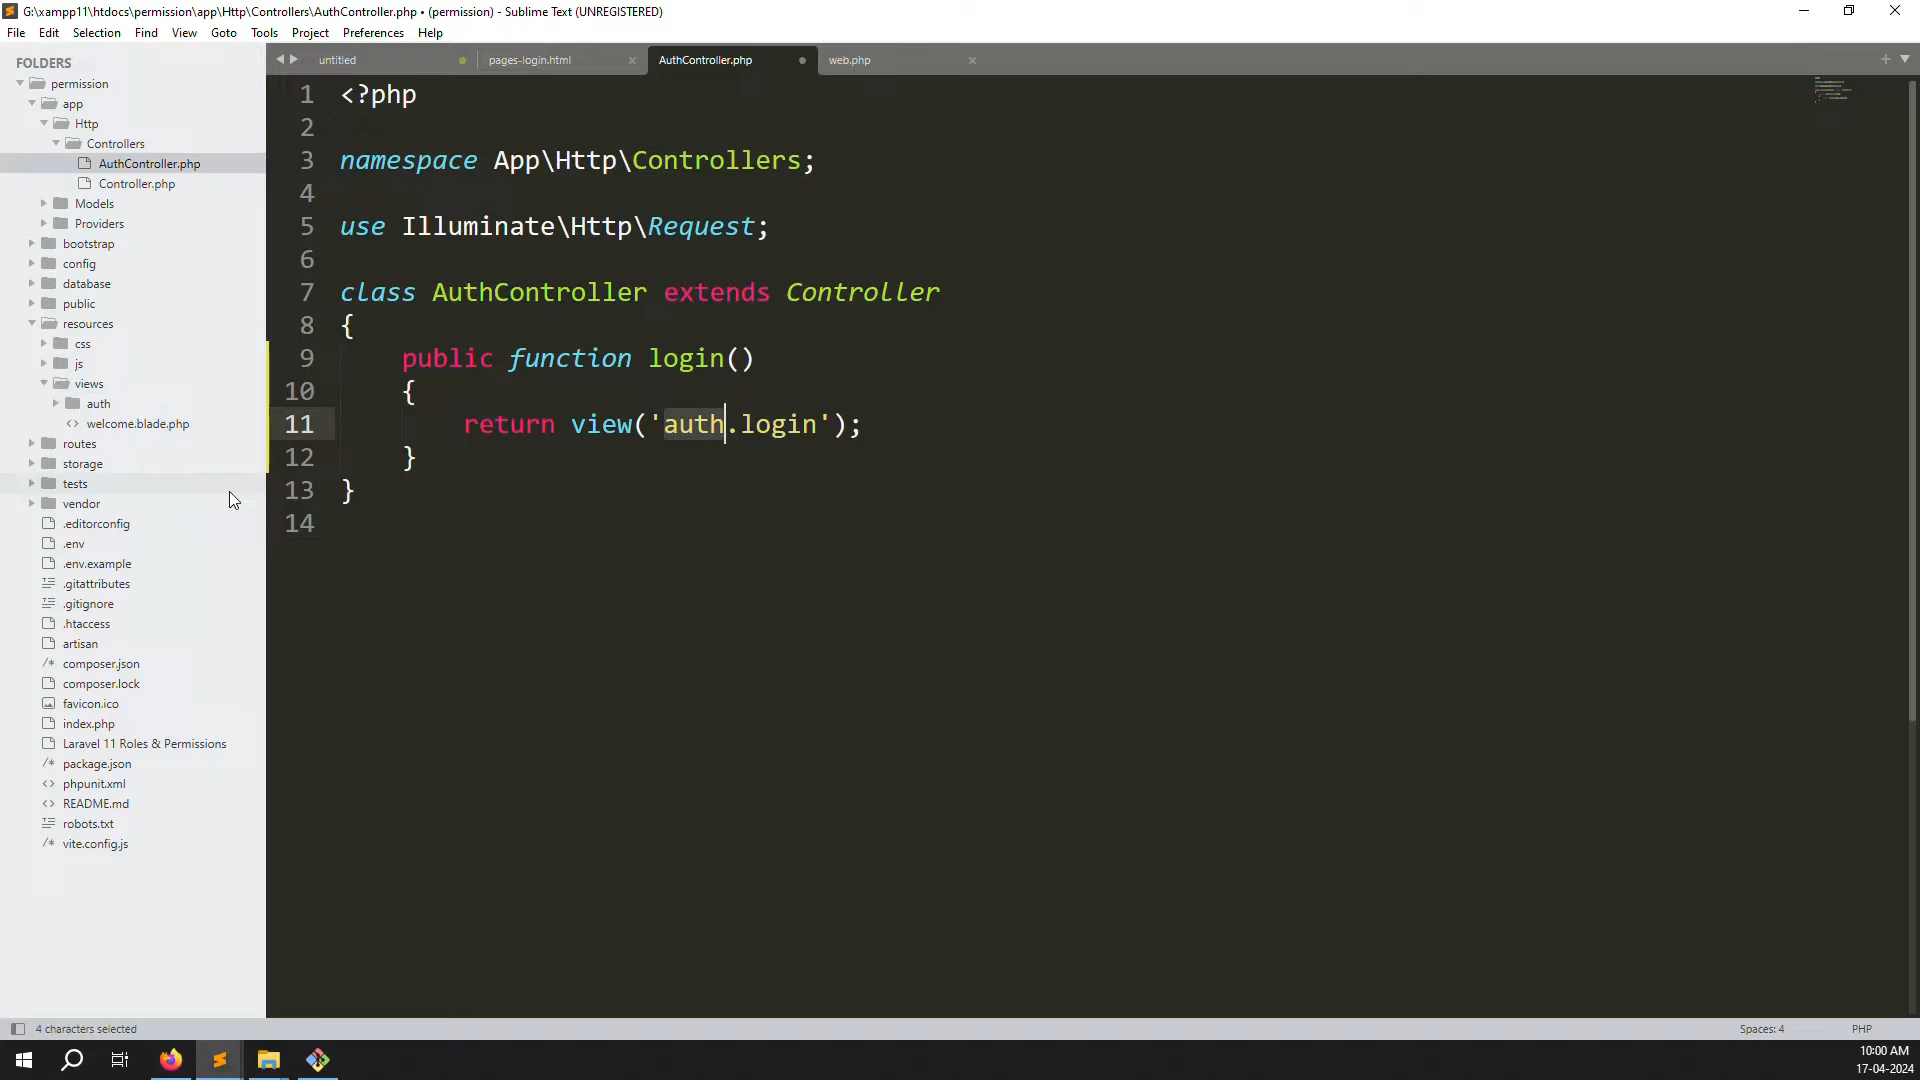 G:\xampp11\htdocs\permission\app\Http\Controllers\AuthController.php • (permission) - Sublime Text (UNREGISTERED)
File Edit Selection Find View Goto Tools Project Preferences Help
FOLDERS
permission
app
Http
Controllers
AuthController.php
Controller.php
Models
Providers
bootstrap
config
database
public
resources
css
js
views
auth
welcome.blade.php
routes
storage
tests
vendor
.editorconfig
.env
.env.example
.gitattributes
.gitignore
.htaccess
artisan
composer.json
composer.lock
favicon.ico
index.php
Laravel 11 Roles & Permissions
package.json
phpunit.xml
README.md
robots.txt
vite.config.js
untitled pages-login.html AuthController.php web.php
1 <?php
2
3 namespace App\Http\Controllers;
4
5 use Illuminate\Http\Request;
6
7 class AuthController extends Controller
8 {
9 public function login()
10 {
11 return view('auth.login');
12 }
13 }
14
4 characters selected
Spaces: 4 PHP
10:00 AM
17-04-2024